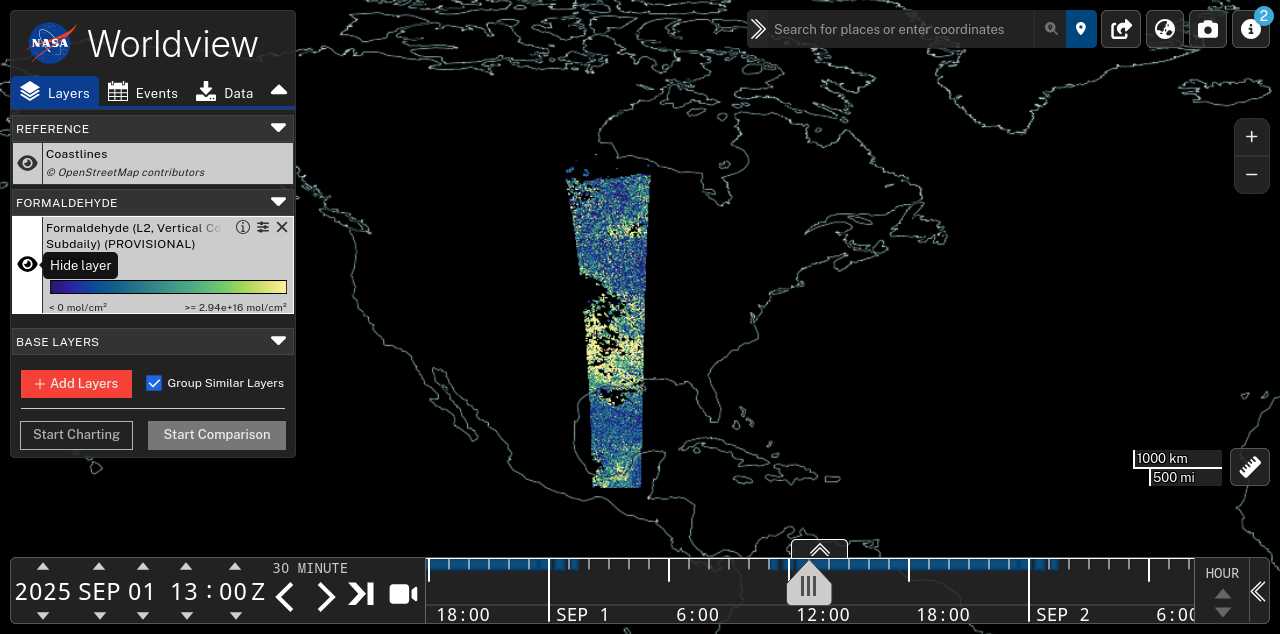 NASA
Worldview
Layers
Events
Data
REFERENCE
Coastlines
© OpenStreetMap contributors
FORMALDEHYDE
Formaldehyde (L2, Vertical Co
Subdaily) (PROVISIONAL)
Hide layer
< 0 mol/cm²
>= 2.94e+16 mol/cm²
BASE LAYERS
+ Add Layers
Group Similar Layers
Start Charting
Start Comparison
Search for places or enter coordinates
2
+
−
1000 km
500 mi
2025 SEP 01 13:00 Z
30 MINUTE
18:00
SEP 1
6:00
12:00
18:00
SEP 2
6:00
HOUR